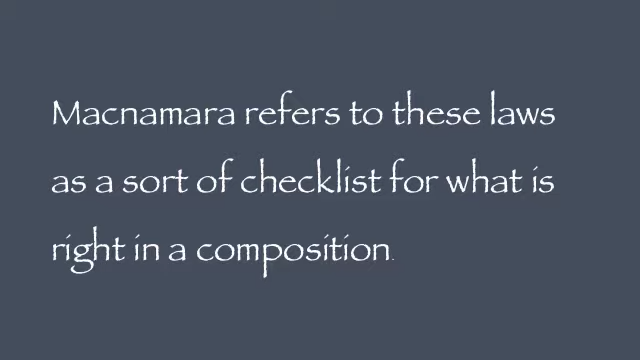 Macnamara refers to these laws
as a sort of checklist for what is
right in a composition.